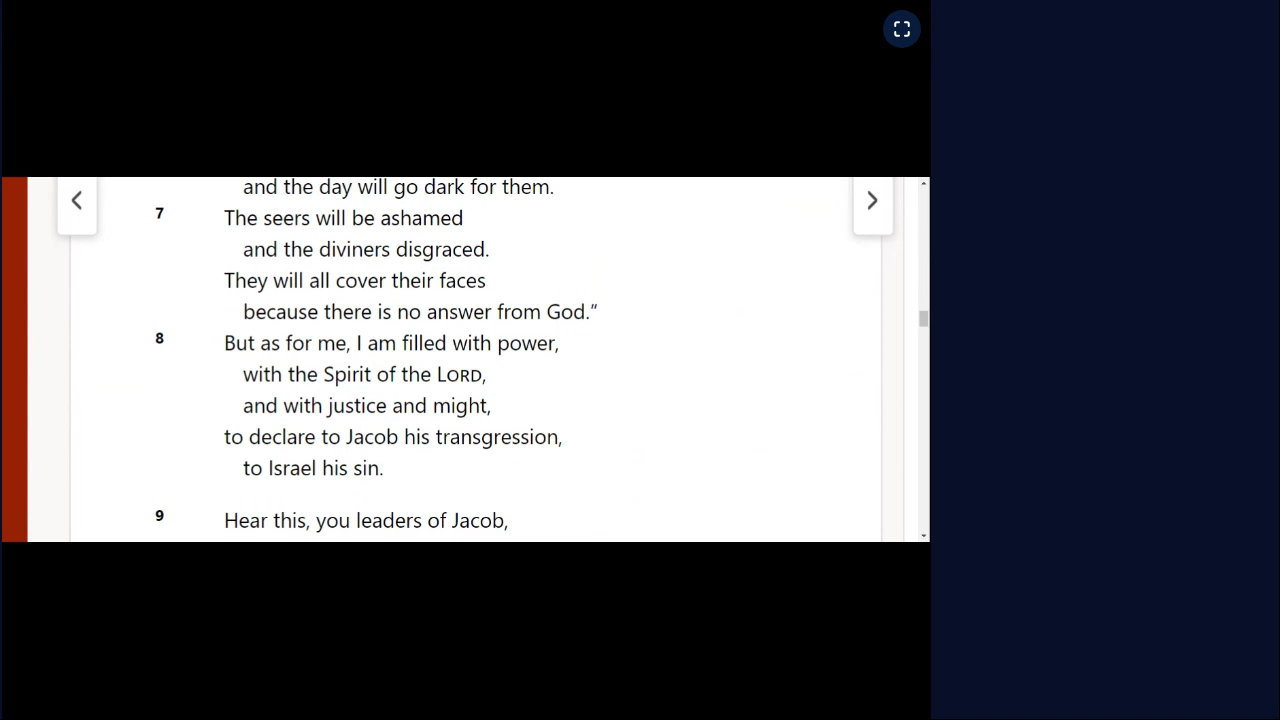 and the day will go dark for them.
7 The seers will be ashamed
and the diviners disgraced.
They will all cover their faces
because there is no answer from God.”
8 But as for me, I am filled with power,
with the Spirit of the LORD,
and with justice and might,
to declare to Jacob his transgression,
to Israel his sin.
9 Hear this, you leaders of Jacob,